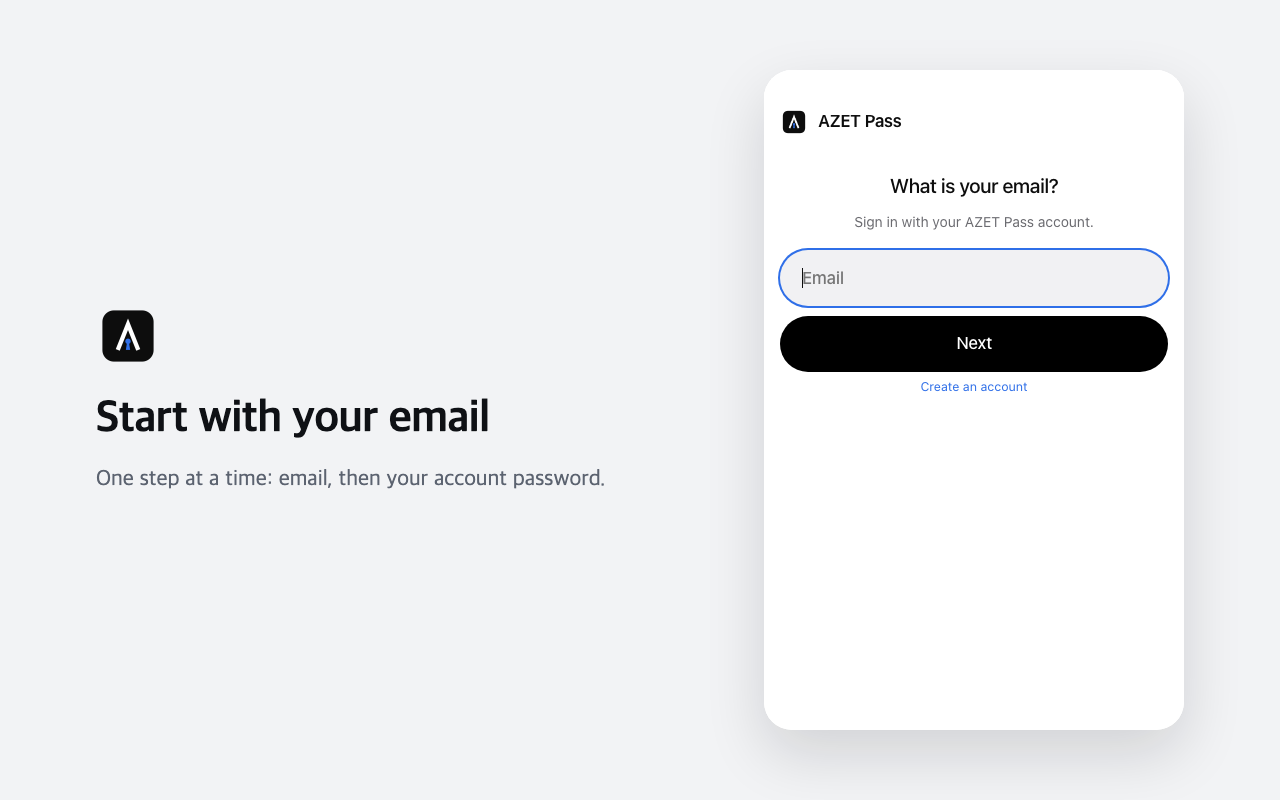 Start with your email
One step at a time: email, then your account password.
AZET Pass
What is your email?
Sign in with your AZET Pass account.
Email
Next
Create an account